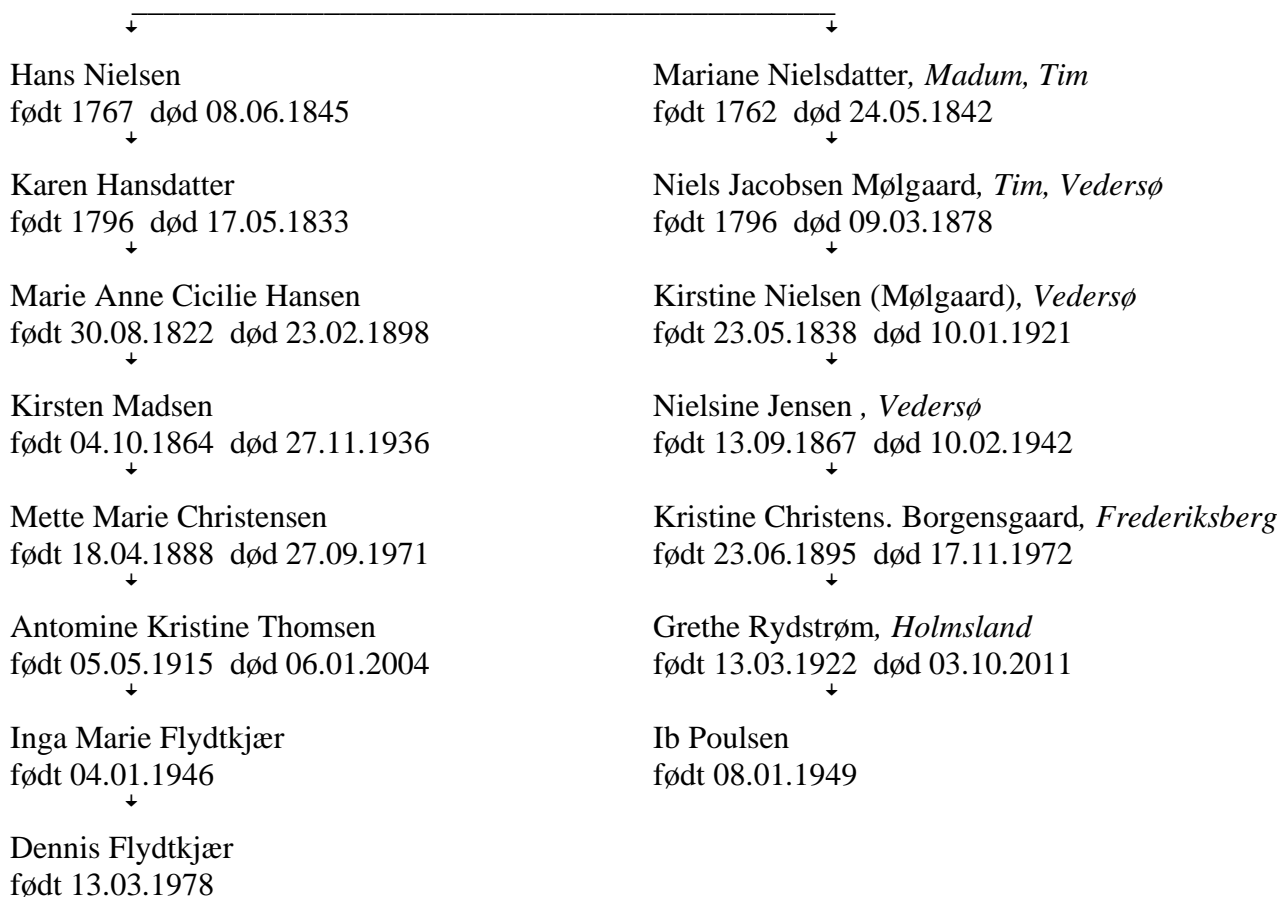 Hans Nielsen
født 1767 død 08.06.1845
Karen Hansdatter
født 1796 død 17.05.1833
Marie Anne Cicilie Hansen
født 30.08.1822 død 23.02.1898
Kirsten Madsen
født 04.10.1864 død 27.11.1936
Mette Marie Christensen
født 18.04.1888 død 27.09.1971
Antomine Kristine Thomsen
født 05.05.1915 død 06.01.2004
Inga Marie Flydtkjær
født 04.01.1946
Dennis Flydtkjær
født 13.03.1978
Mariane Nielsdatter, Madum, Tim
født 1762 død 24.05.1842
Niels Jacobsen Mølgaard, Tim, Vedersø
født 1796 død 09.03.1878
Kirstine Nielsen (Mølgaard), Vedersø
født 23.05.1838 død 10.01.1921
Nielsine Jensen , Vedersø
født 13.09.1867 død 10.02.1942
Kristine Christens. Borgensgaard, Frederiksberg
født 23.06.1895 død 17.11.1972
Grethe Rydstrøm, Holmsland
født 13.03.1922 død 03.10.2011
Ib Poulsen
født 08.01.1949